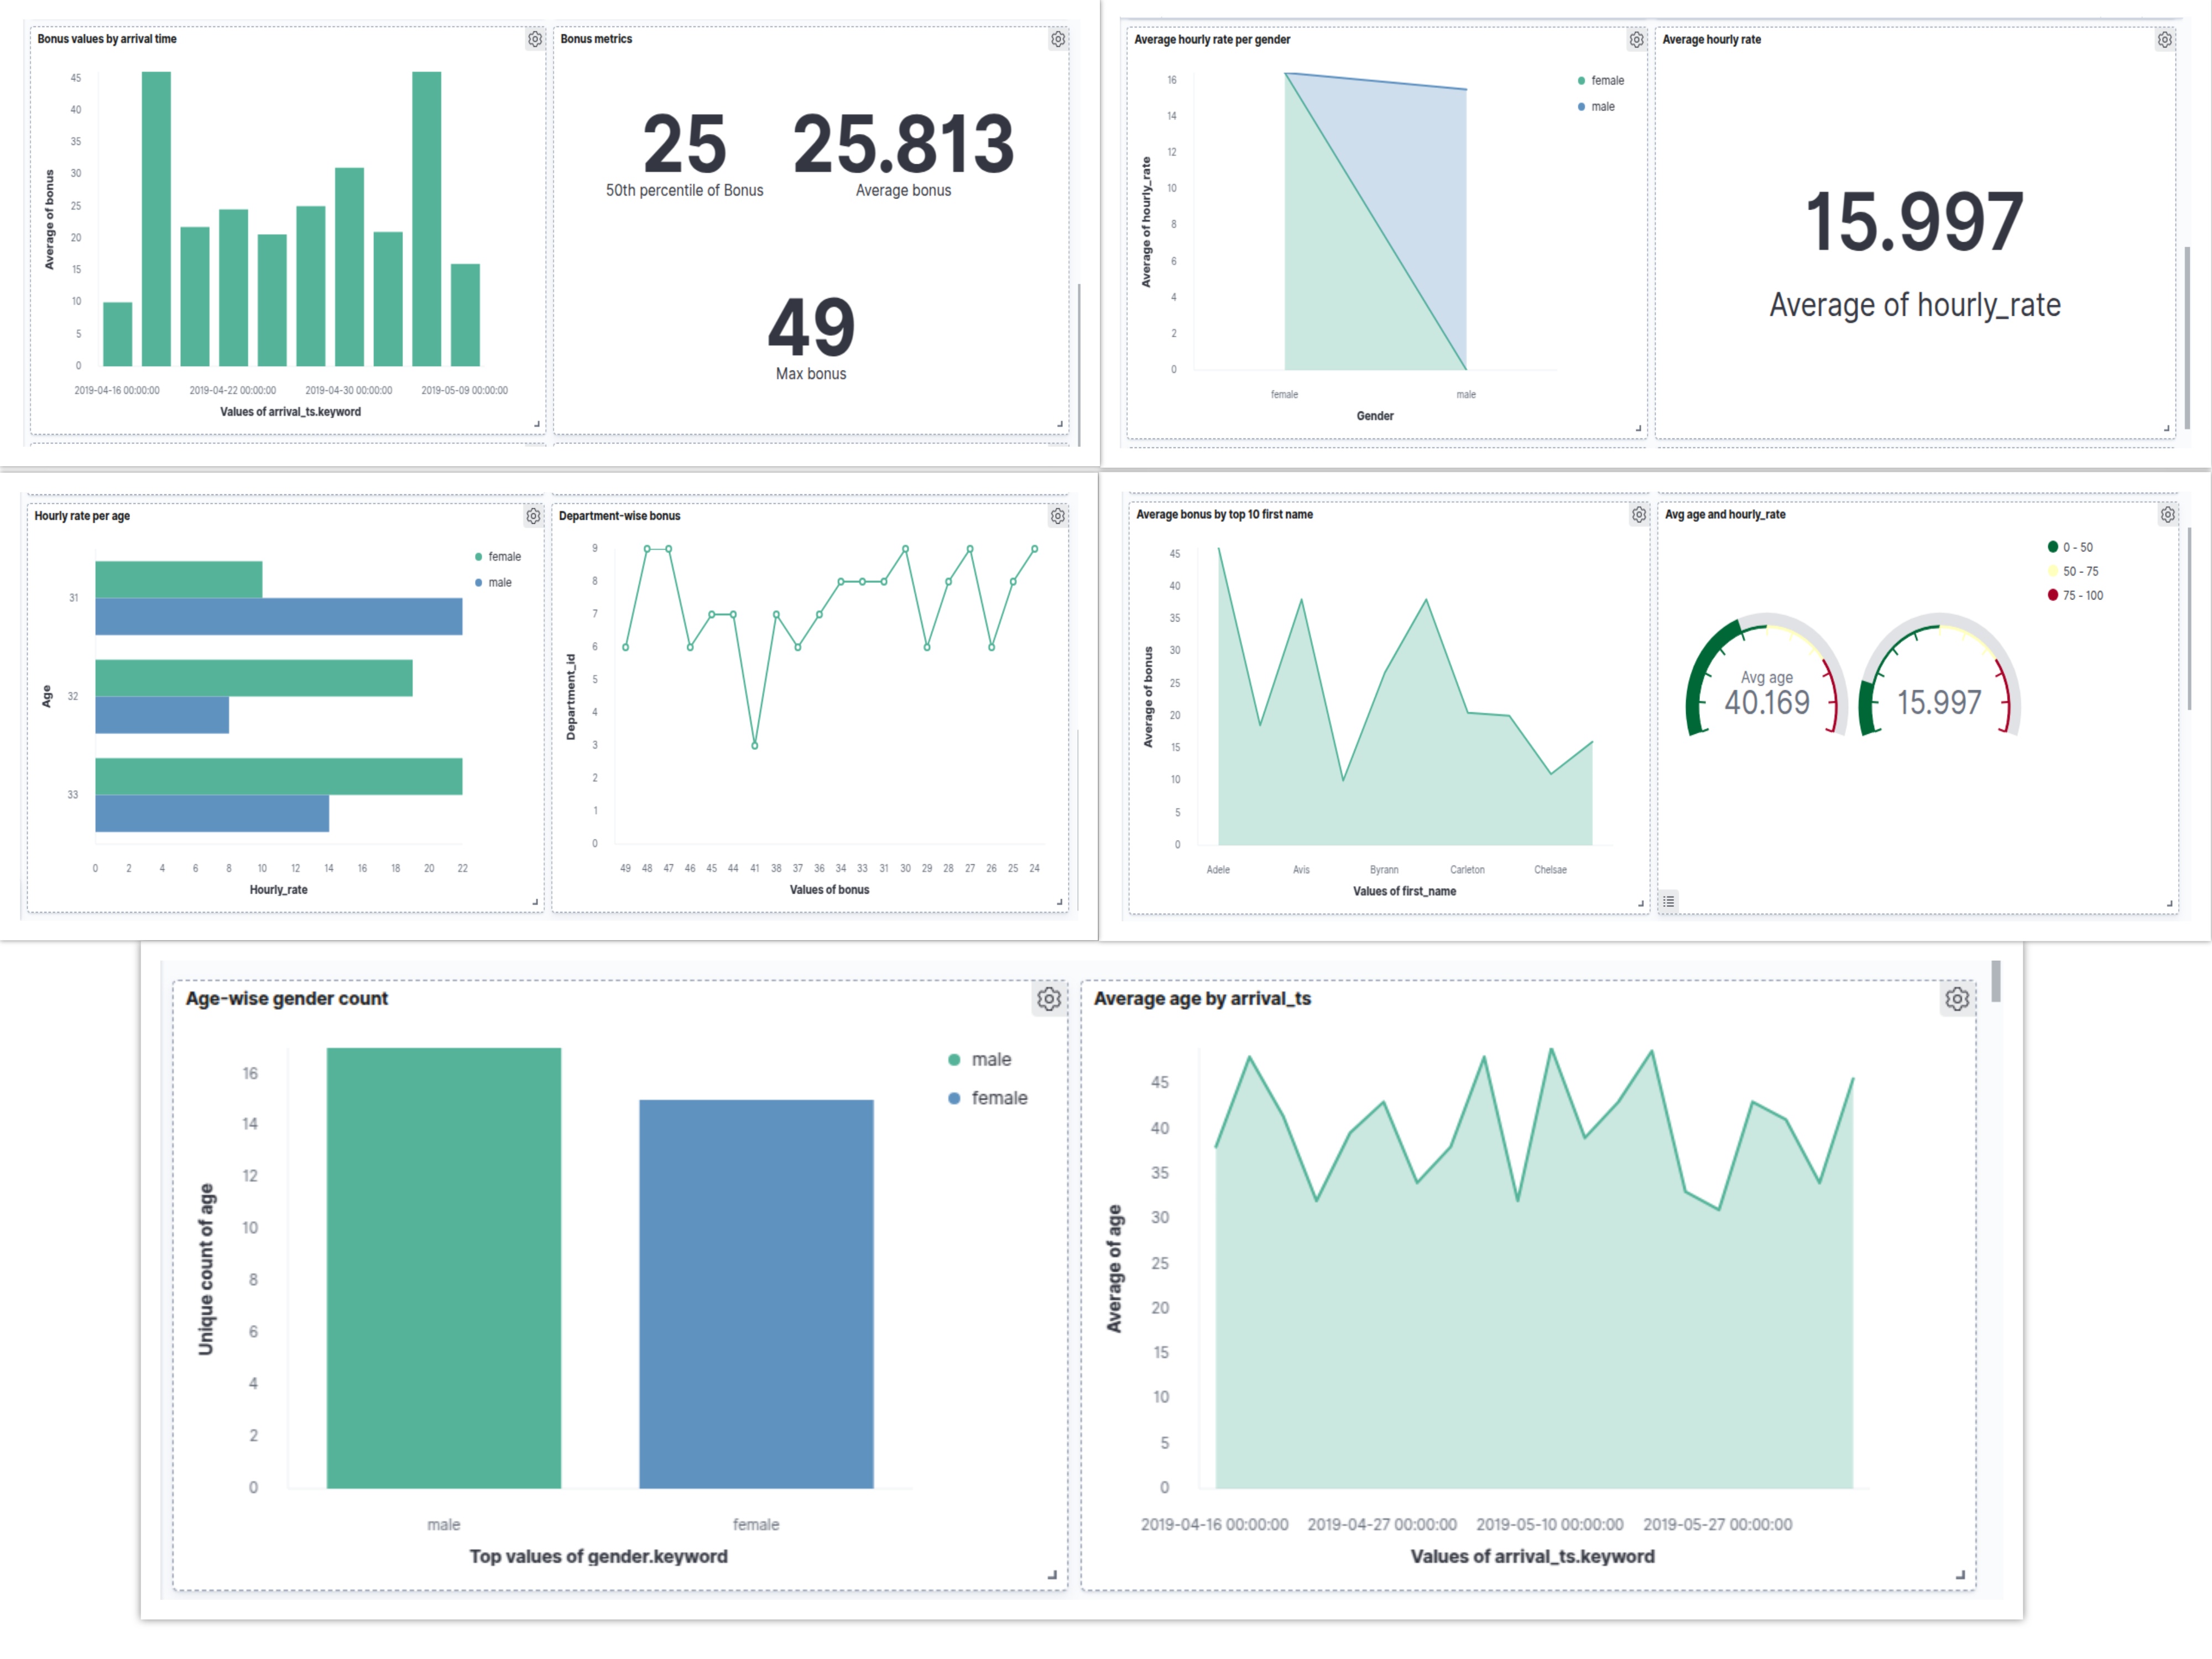 Bonus values by arrival time
45
40
35
30
25
20
15
10
5
0
Average of bonus
2019-04-16 00:00:00 2019-04-22 00:00:00 2019-04-30 00:00:00 2019-05-09 00:00:00
Values of arrival_ts.keyword
Bonus metrics
25 25.813
50th percentile of Bonus Average bonus
49
Max bonus
Average hourly rate per gender
female
male
16
14
12
10
8
6
4
2
0
Average of hourly_rate
female male
Gender
Average hourly rate
15.997
Average of hourly_rate
Hourly rate per age
female
male
31
32
33
Age
0 2 4 6 8 10 12 14 16 18 20 22
Hourly_rate
Department-wise bonus
9
8
7
6
5
4
3
2
1
0
Department_id
49 48 47 46 45 44 41 38 37 36 34 33 31 30 29 28 27 26 25 24
Values of bonus
Average bonus by top 10 first name
45
40
35
30
25
20
15
10
5
0
Average of bonus
Adele Avis Byrann Carleton Chelsae
Values of first_name
Avg age and hourly_rate
0 - 50
50 - 75
75 - 100
Avg age
40.169 15.997
Age-wise gender count
male
female
16
14
12
10
8
6
4
2
0
Unique count of age
male female
Top values of gender.keyword
Average age by arrival_ts
45
40
35
30
25
20
15
10
5
0
Average of age
2019-04-16 00:00:00 2019-04-27 00:00:00 2019-05-10 00:00:00 2019-05-27 00:00:00
Values of arrival_ts.keyword